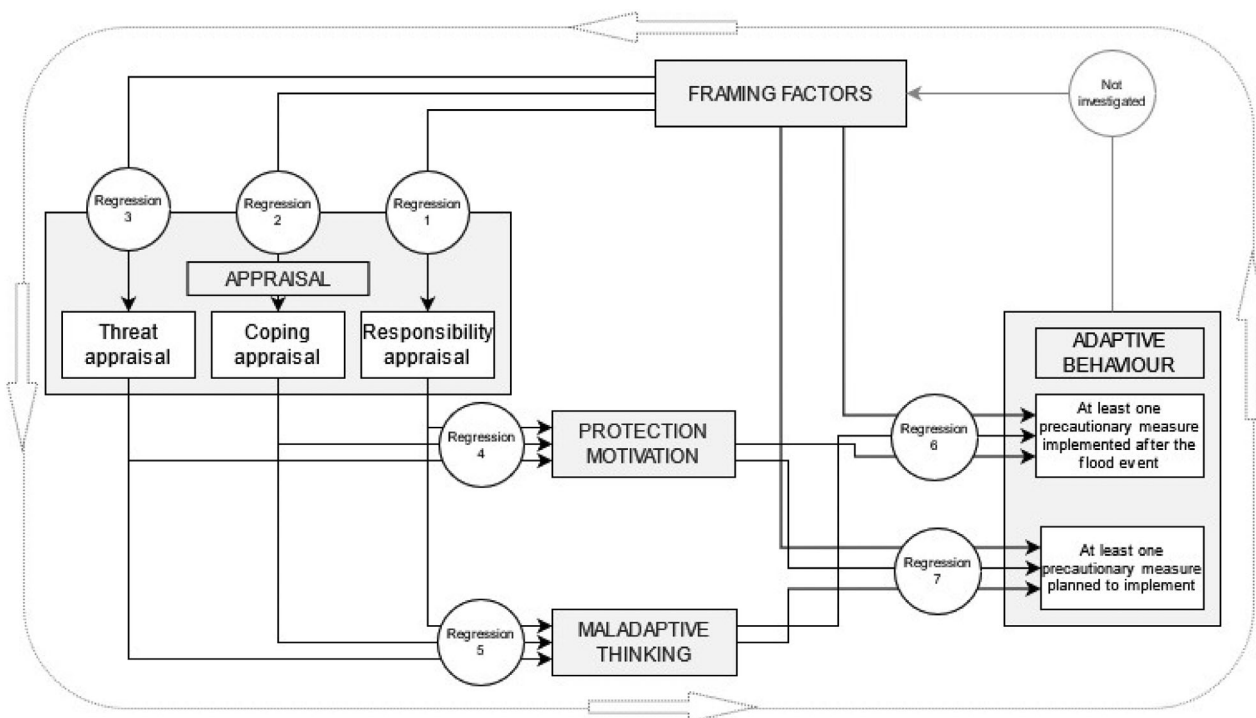 FRAMING FACTORS
Not
investigated
Regression
3
Regression
2
Regression
1
APPRAISAL
Threat
appraisal
Coping
appraisal
Responsibility
appraisal
ADAPTIVE
BEHAVIOUR
Regression
4
PROTECTION
MOTIVATION
Regression
6
At least one
precautionary measure
implemented after the
flood event
Regression
7
At least one
precautionary measure
planned to implement
Regression
5
MALADAPTIVE
THINKING